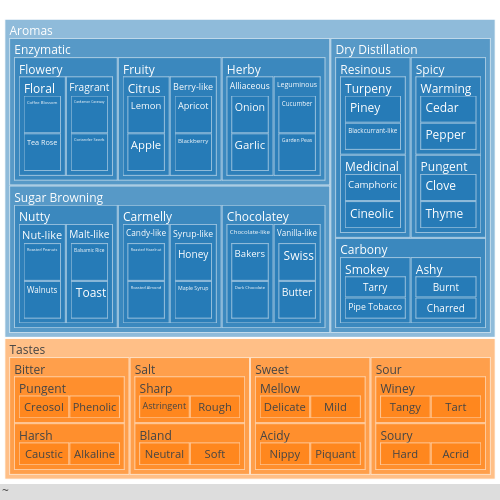 Aromas
Enzymatic
Flowery
Floral
Coffee Blossom
Tea Rose
Fragrant
Cardamon Caraway
Coriander Seeds
Fruity
Citrus
Lemon
Apple
Berry-like
Apricot
Blackberry
Herby
Alliaceous
Onion
Garlic
Leguminous
Cucumber
Garden Peas
Sugar Browning
Nutty
Nut-like
Roasted Peanuts
Walnuts
Malt-like
Balsamic Rice
Toast
Carmelly
Candy-like
Roasted Hazelnut
Roasted Almond
Syrup-like
Honey
Maple Syrup
Chocolatey
Chocolate-like
Bakers
Dark Chocolate
Vanilla-like
Swiss
Butter
Dry Distillation
Resinous
Turpeny
Piney
Blackcurrant-like
Medicinal
Camphoric
Cineolic
Spicy
Warming
Cedar
Pepper
Pungent
Clove
Thyme
Carbony
Smokey
Tarry
Pipe Tobacco
Ashy
Burnt
Charred
Tastes
Bitter
Pungent
Creosol
Phenolic
Harsh
Caustic
Alkaline
Salt
Sharp
Astringent
Rough
Bland
Neutral
Soft
Sweet
Mellow
Delicate
Mild
Acidy
Nippy
Piquant
Sour
Winey
Tangy
Tart
Soury
Hard
Acrid
~